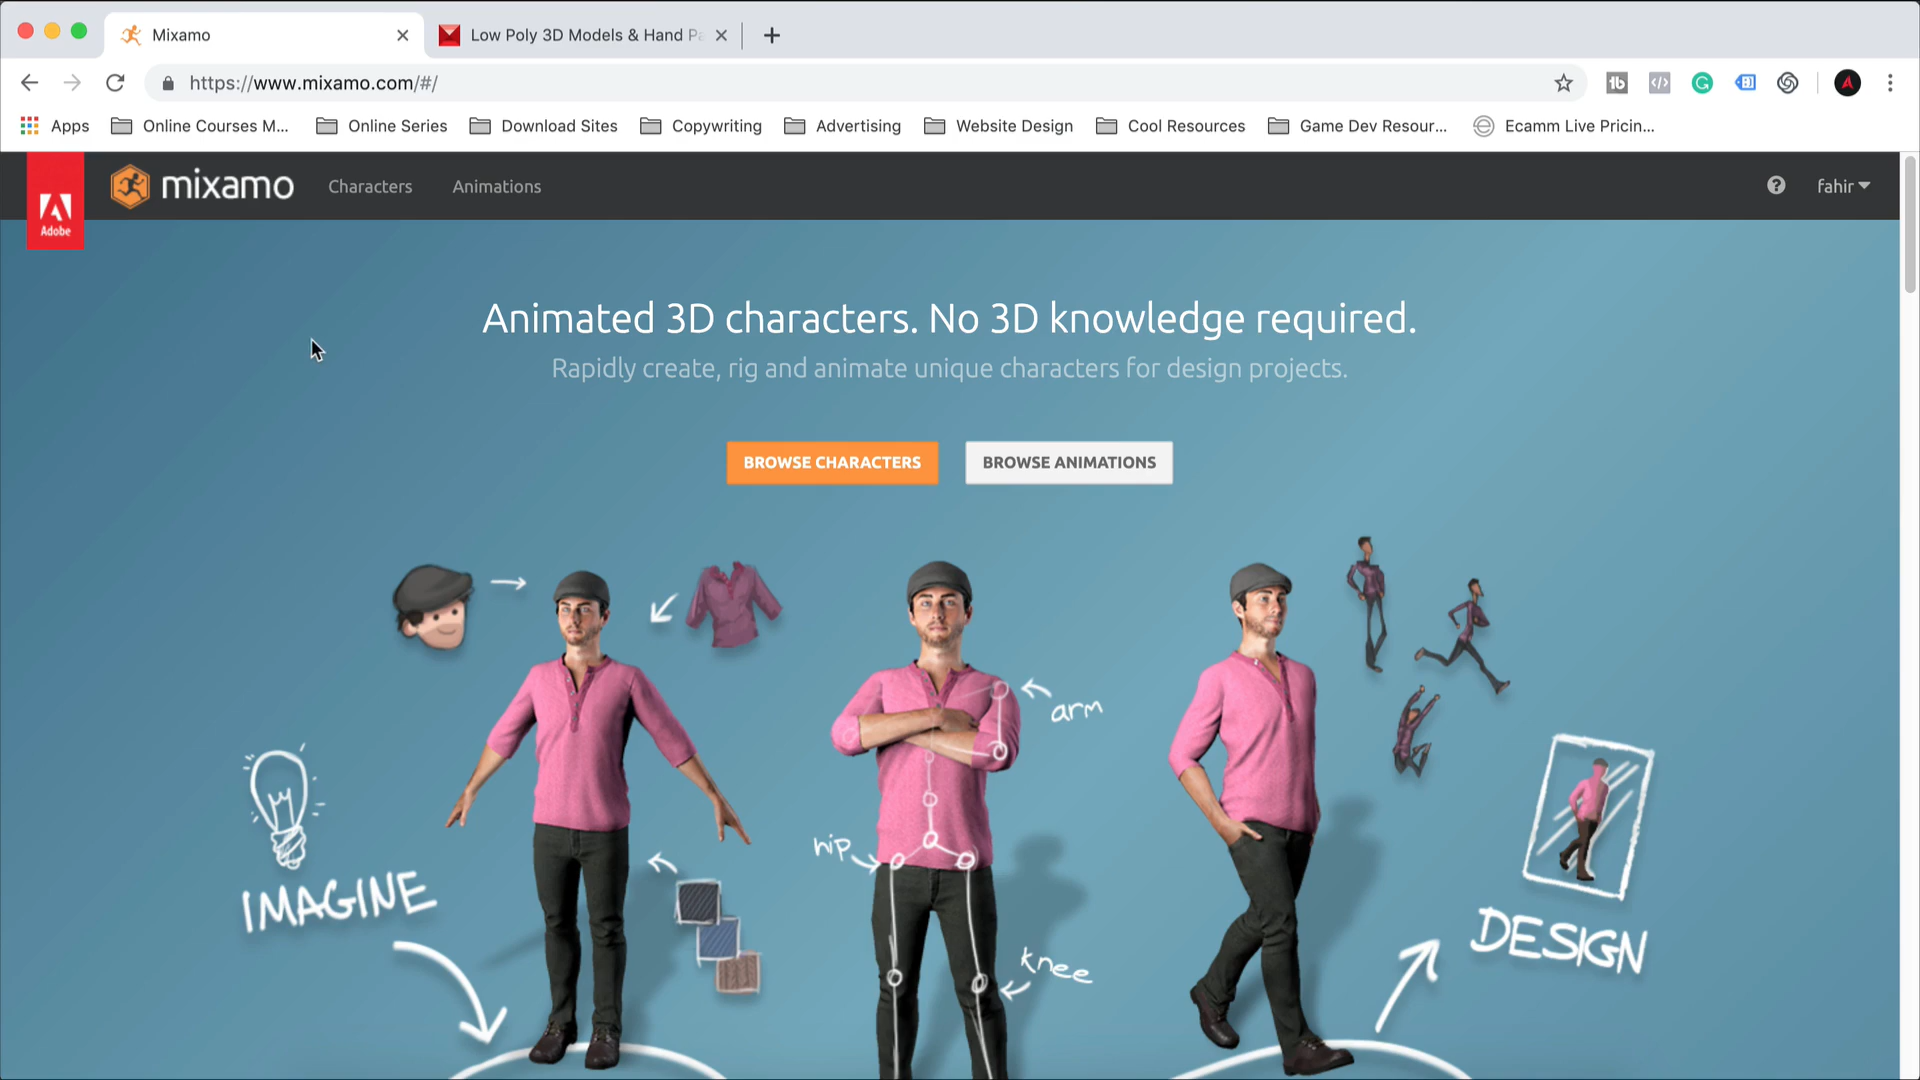 Mixamo
Low Poly 3D Models & Hand Pa
https://www.mixamo.com/#/
Apps
Online Courses M...
Online Series
Download Sites
Copywriting
Advertising
Website Design
Cool Resources
Game Dev Resour...
Ecamm Live Pricin...
Adobe
mixamo
Characters
Animations
fahir
Animated 3D characters. No 3D knowledge required.
Rapidly create, rig and animate unique characters for design projects.
BROWSE CHARACTERS
BROWSE ANIMATIONS
arm
hip
knee
IMAGINE
DESIGN